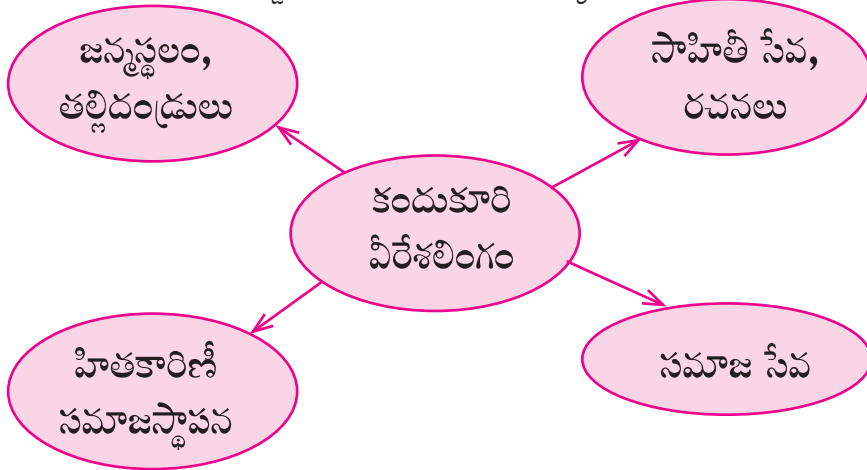 జన్మస్థలం,
తల్లిదండ్రులు
సాహితీ సేవ,
రచనలు
కందుకూరి
వీరేశలింగం
హితకారిణీ
సమాజస్థాపన
సమాజ సేవ